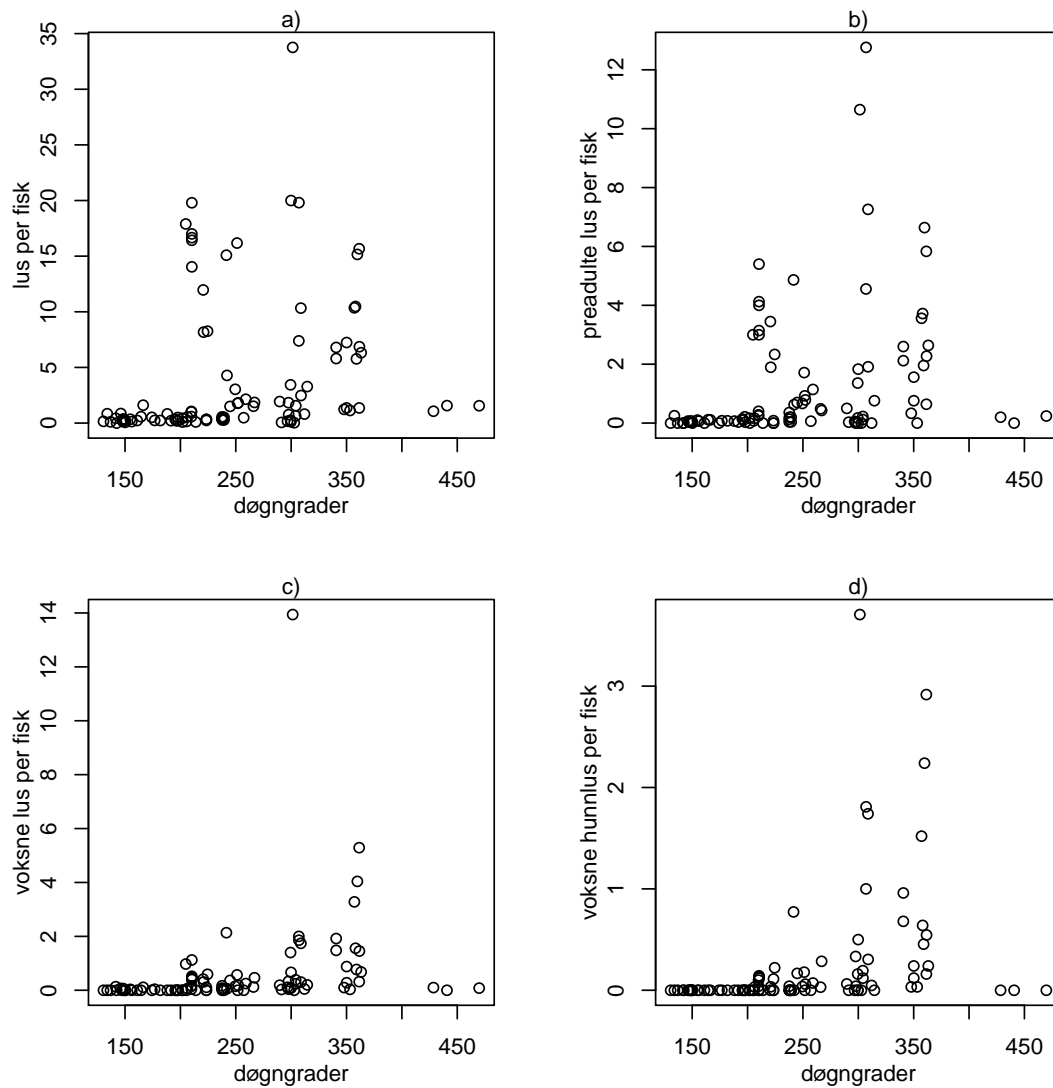 a)
lus per fisk
0 5 10 15 20 25 30 35
150 250 350 450
døgngrader
b)
preadulte lus per fisk
0 2 4 6 8 10 12
150 250 350 450
døgngrader
c)
voksne lus per fisk
0 2 4 6 8 10 12 14
150 250 350 450
døgngrader
d)
voksne hunnlus per fisk
0 1 2 3
150 250 350 450
døgngrader